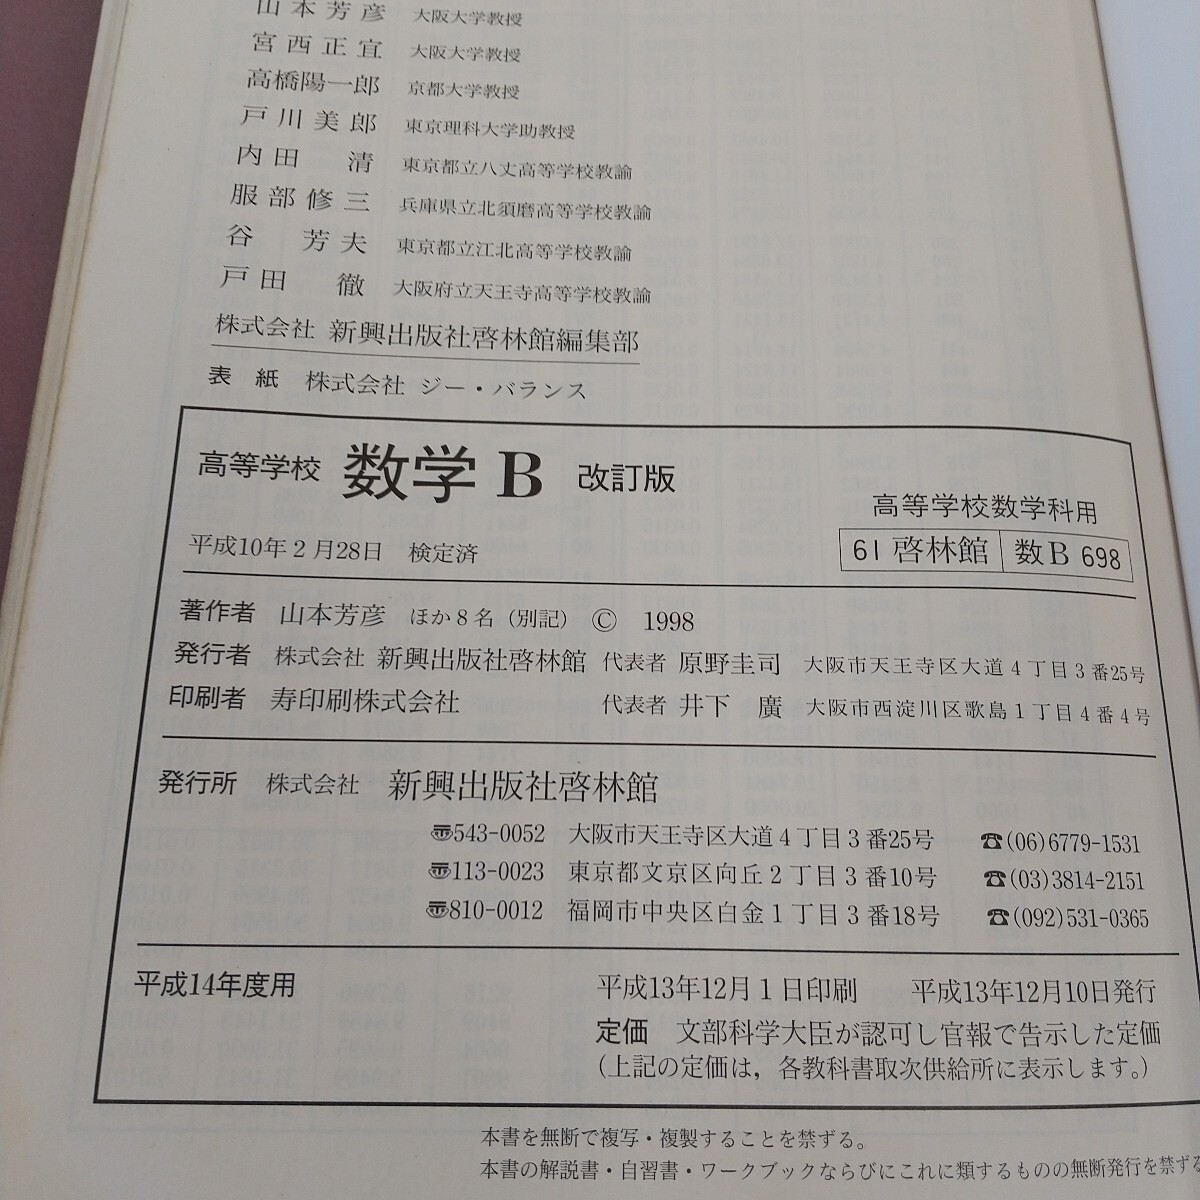 山本芳彦 大阪大学教授
宮西正宜 大阪大学教授
高橋陽一郎 京都大学教授
戸川美郎 東京理科大学助教授
内田 清 東京都立八丈高等学校教諭
服部修三 兵庫県立北須磨高等学校教諭
谷 芳夫 東京都立江北高等学校教諭
戸田 徹 大阪府立天王寺高等学校教諭
株式会社 新興出版社啓林館編集部
表紙 株式会社 ジー・バランス
高等学校 数学B 改訂版
高等学校数学科用
平成10年2月28日 検定済
61 啓林館 数B 698
著作者 山本芳彦 ほか8名（別記） © 1998
発行者 株式会社 新興出版社啓林館 代表者 原野圭司 大阪市天王寺区大道4丁目3番25号
印刷者 寿印刷株式会社 代表者 井下 廣 大阪市西淀川区歌島1丁目4番4号
発行所 株式会社 新興出版社啓林館
〠543-0052 大阪市天王寺区大道4丁目3番25号 ☎(06)6779-1531
〠113-0023 東京都文京区向丘2丁目3番10号 ☎(03)3814-2151
〠810-0012 福岡市中央区白金1丁目3番18号 ☎(092)531-0365
平成14年度用 平成13年12月1日印刷 平成13年12月10日発行
定価 文部科学大臣が認可し官報で告示した定価
（上記の定価は，各教科書取次供給所に表示します。）
本書を無断で複写・複製することを禁ずる。
本書の解説書・自習書・ワークブックならびにこれに類するものの無断発行を禁ずる